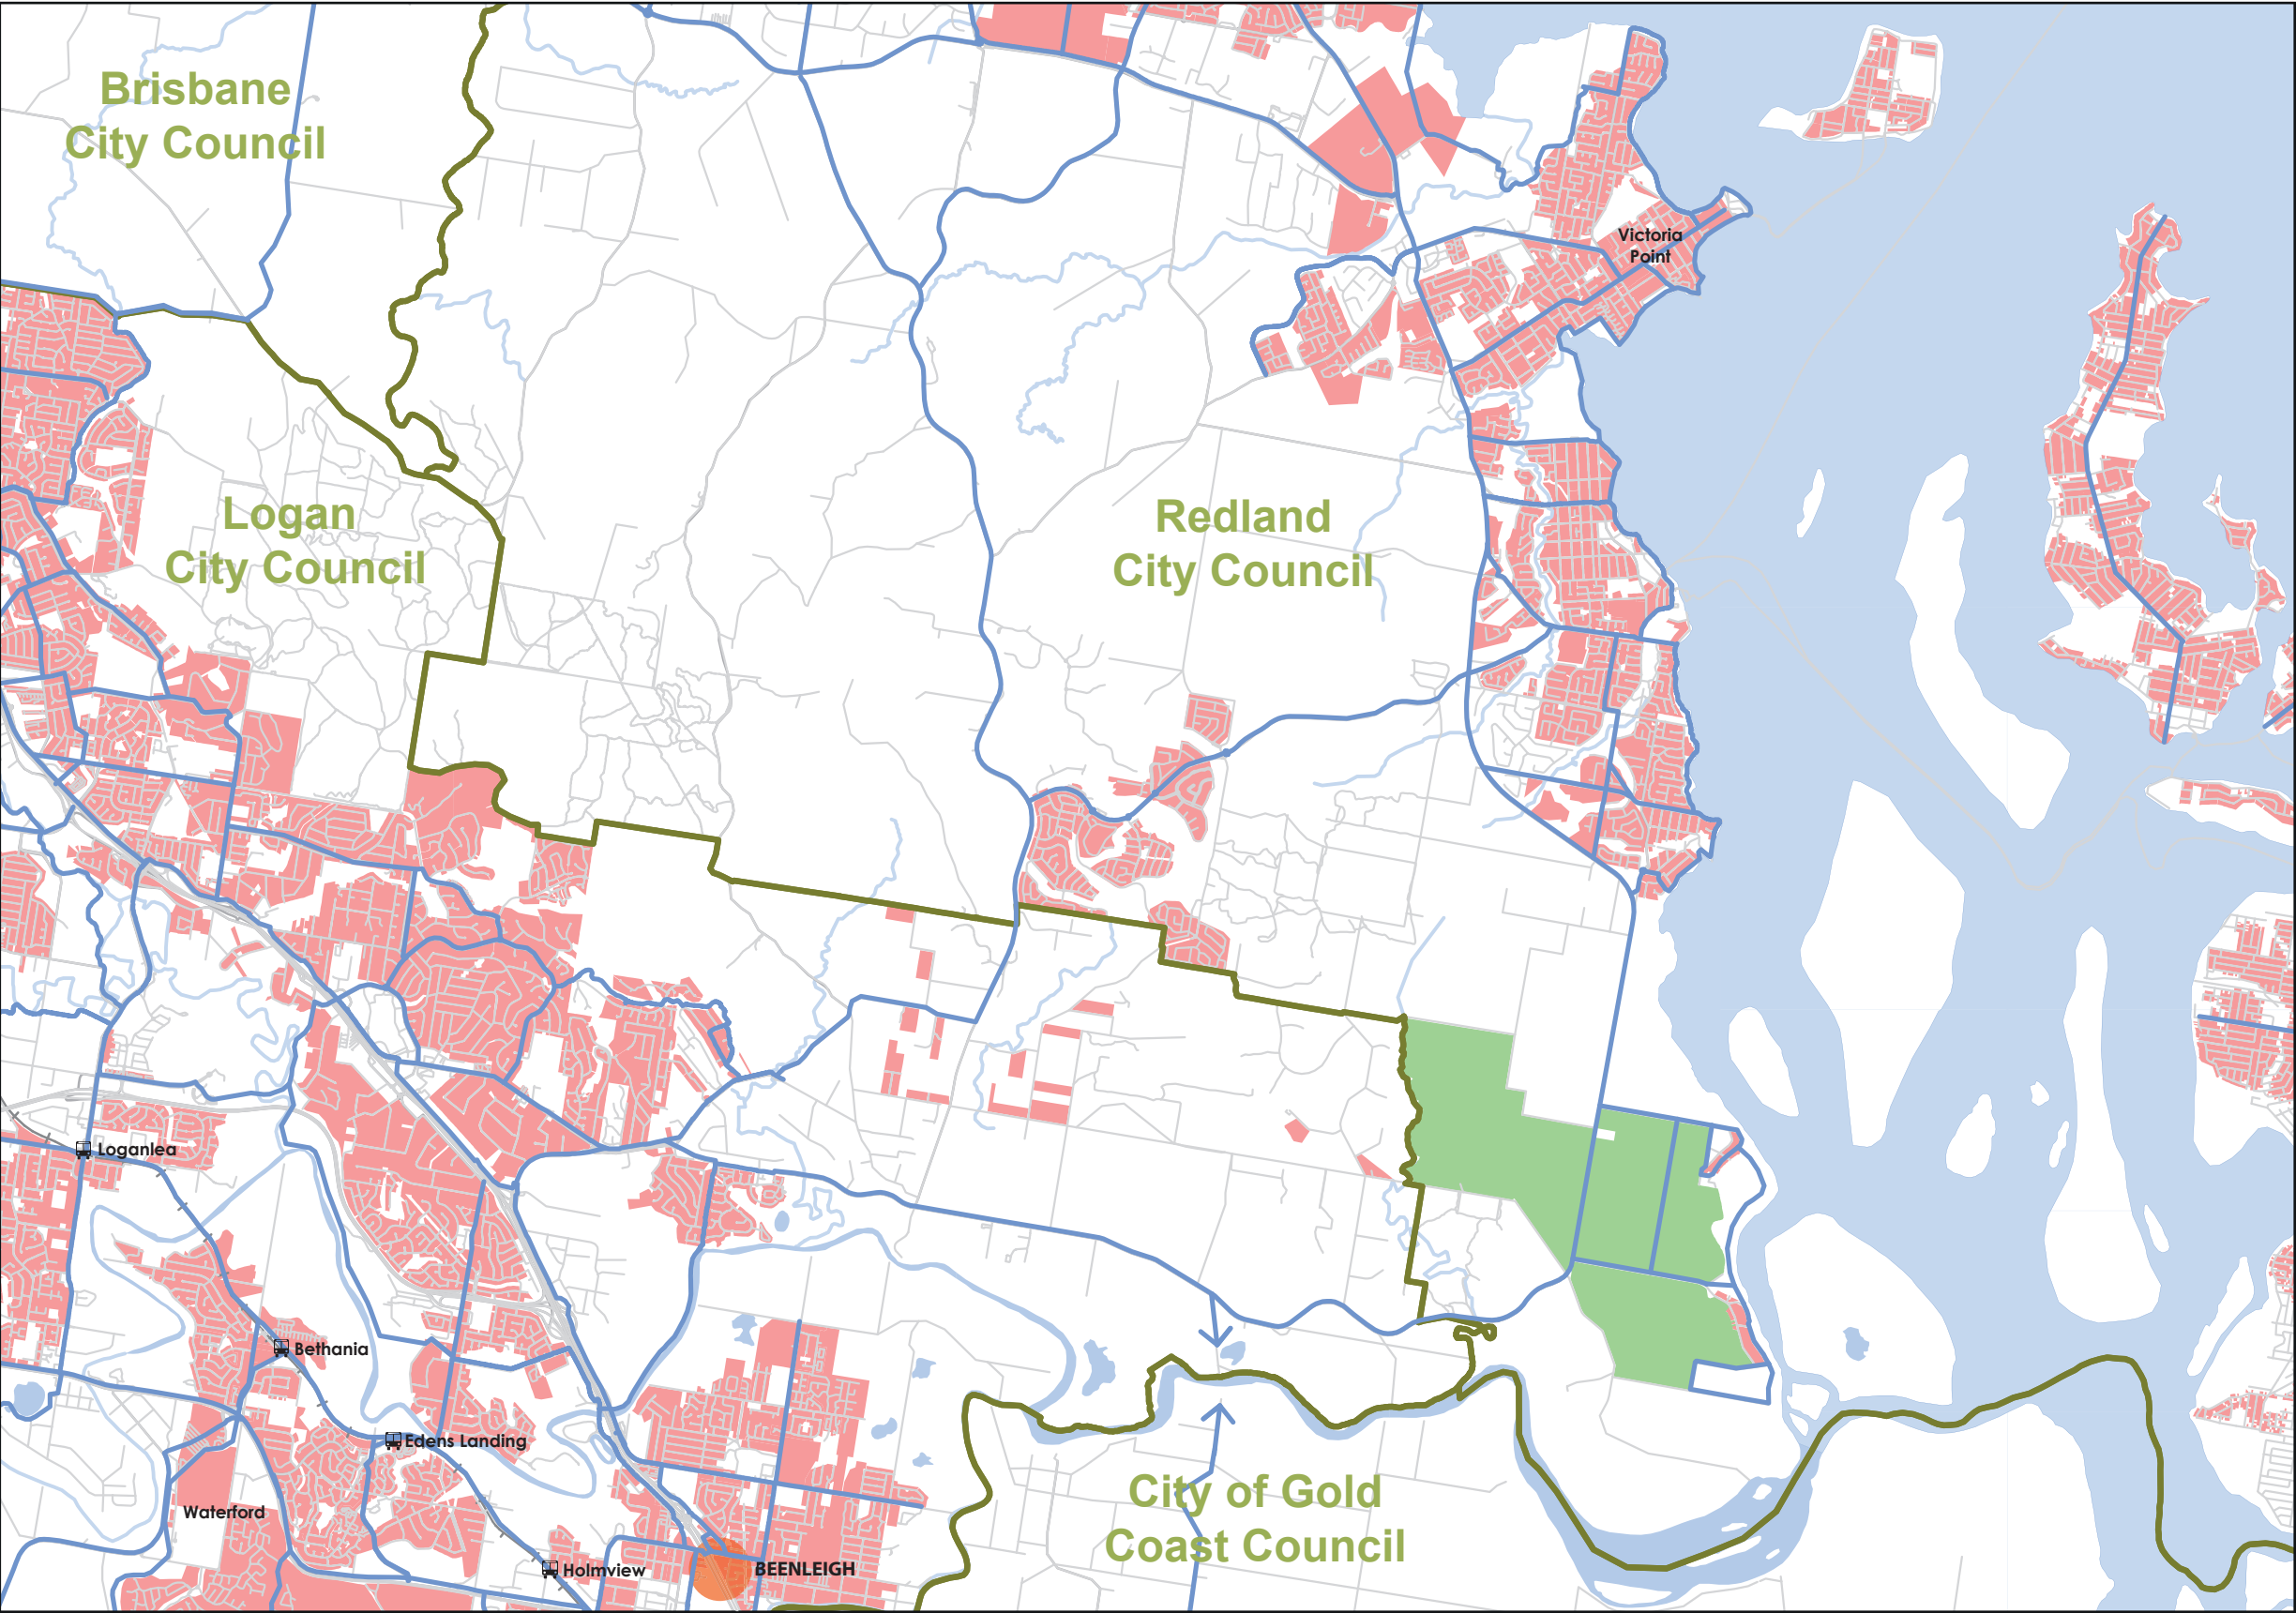 Brisbane
City Council
Victoria
Point
Logan
City Council
Redland
City Council
Loganlea
Bethania
Edens Landing
Waterford
Holmview
BEENLEIGH
City of Gold
Coast Council